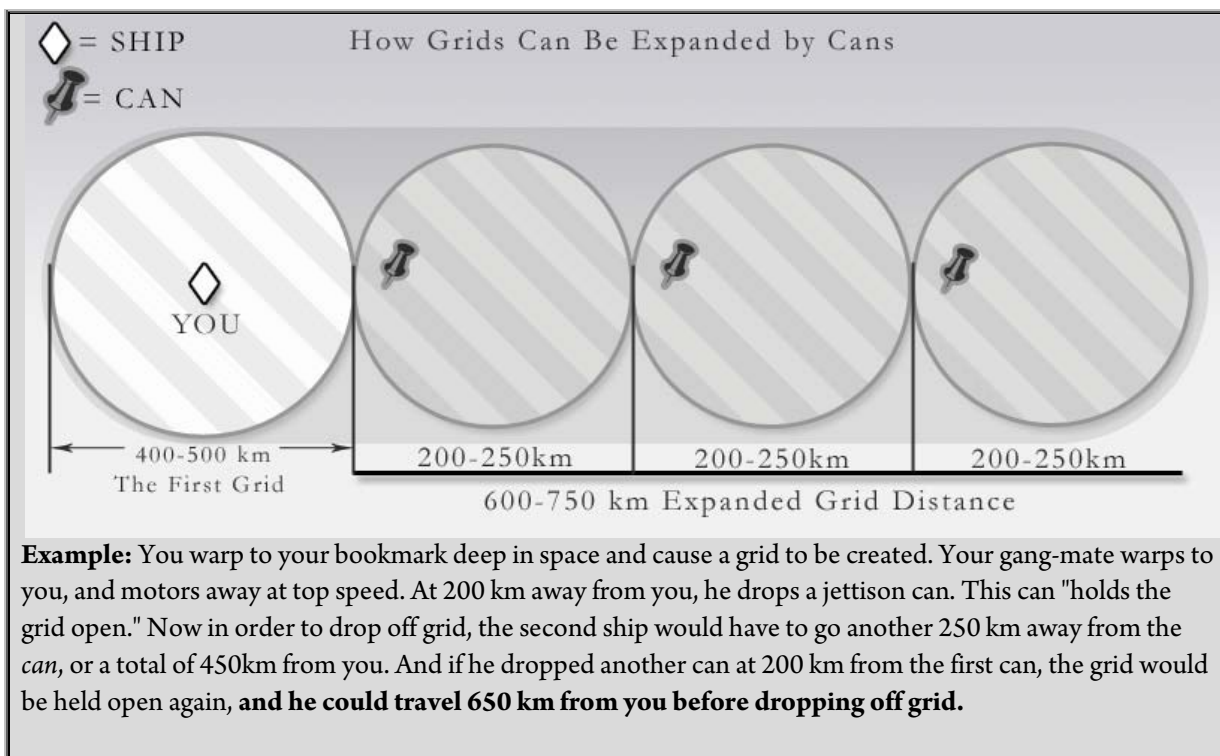 = SHIP
How Grids Can Be Expanded by Cans
= CAN
YOU
400-500 km
The First Grid
200-250km
200-250km
200-250km
600-750 km Expanded Grid Distance
Example: You warp to your bookmark deep in space and cause a grid to be created. Your gang-mate warps to
you, and motors away at top speed. At 200 km away from you, he drops a jettison can. This can "holds the
grid open." Now in order to drop off grid, the second ship would have to go another 250 km away from the
can, or a total of 450km from you. And if he dropped another can at 200 km from the first can, the grid would
be held open again, and he could travel 650 km from you before dropping off grid.